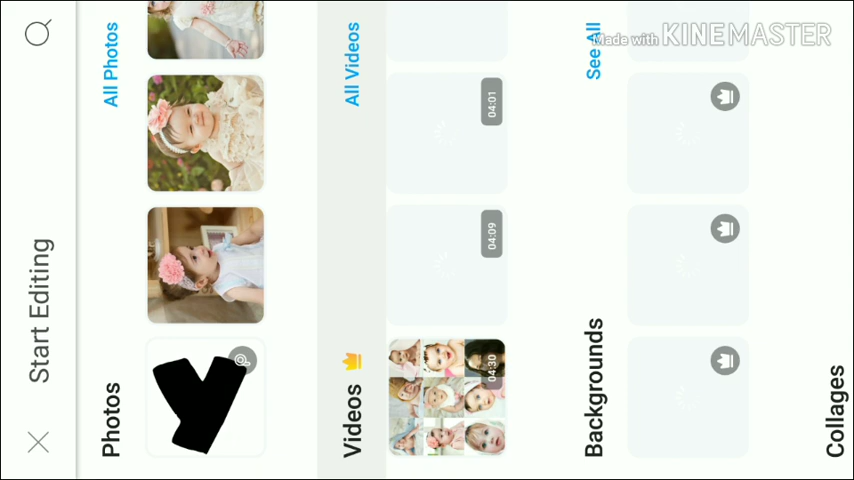 Start Editing
Photos
All Photos
Videos
All Videos
04:30
04:09
04:01
Backgrounds
See All
Collages
Made with KINEMASTER